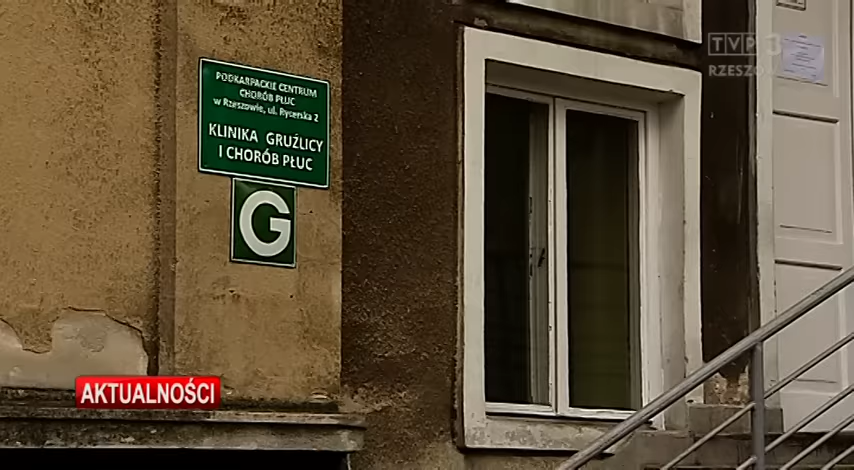 PODKARPACKIE CENTRUM
CHORÓB PŁUC
w Rzeszowie, ul. Rycerska 2
KLINIKA GRUŹLICY
I CHORÓB PŁUC
G
TVP 3
RZESZÓW
AKTUALNOŚCI